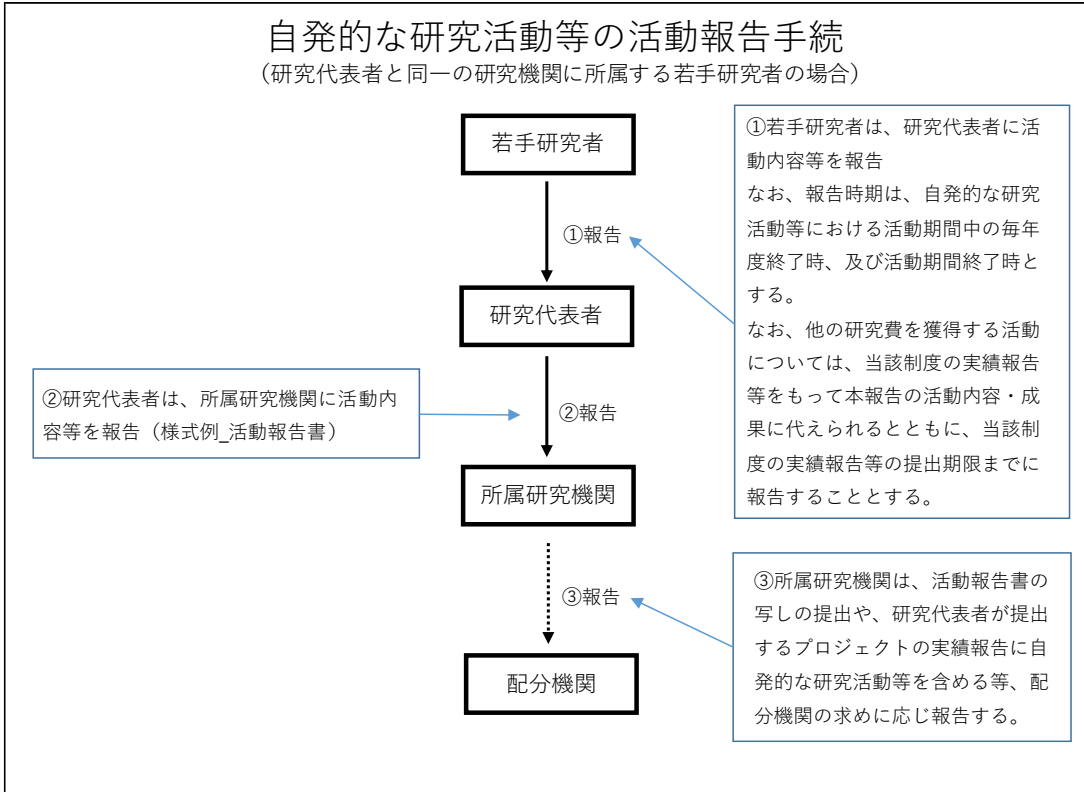 自発的な研究活動等の活動報告手続
(研究代表者と同一の研究機関に所属する若手研究者の場合)
若手研究者
①報告
①若手研究者は、研究代表者に活
動内容等を報告
なお、報告時期は、自発的な研究
活動等における活動期間中の毎年
度終了時、及び活動期間終了時と
する。
なお、他の研究費を獲得する活動
については、当該制度の実績報告
等をもって本報告の活動内容・成
果に代えられるとともに、当該制
度の実績報告等の提出期限までに
報告することとする。
研究代表者
②研究代表者は、所属研究機関に活動内
容等を報告（様式例_活動報告書）
②報告
所属研究機関
③報告
③所属研究機関は、活動報告書の
写しの提出や、研究代表者が提出
するプロジェクトの実績報告に自
発的な研究活動等を含める等、配
分機関の求めに応じ報告する。
配分機関